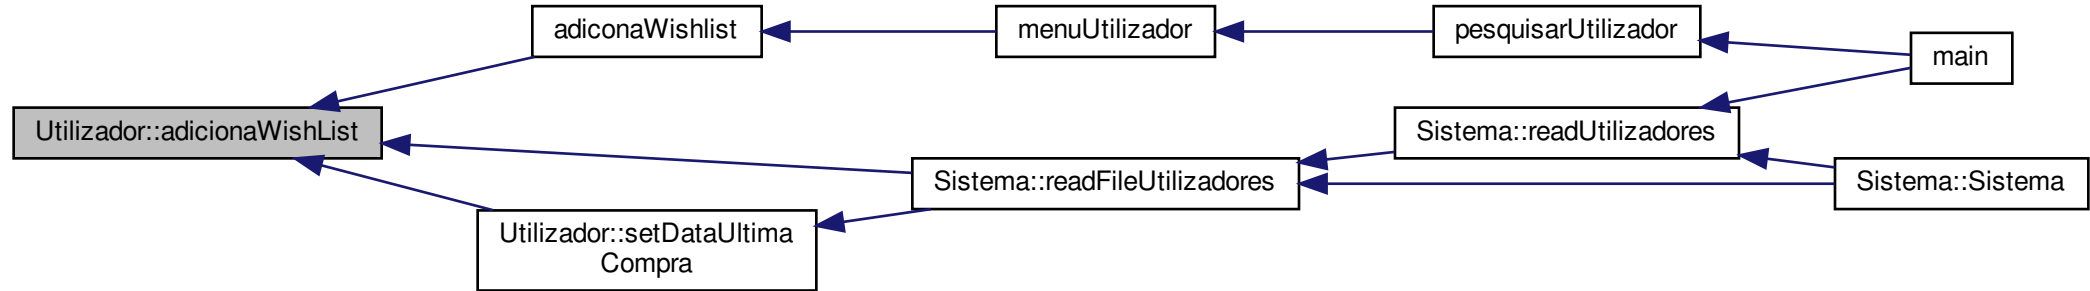 adiconaWishlist
menuUtilizador
pesquisarUtilizador
main
Utilizador::adicionaWishList
Sistema::readUtilizadores
Sistema::readFileUtilizadores
Sistema::Sistema
Utilizador::setDataUltima
Compra